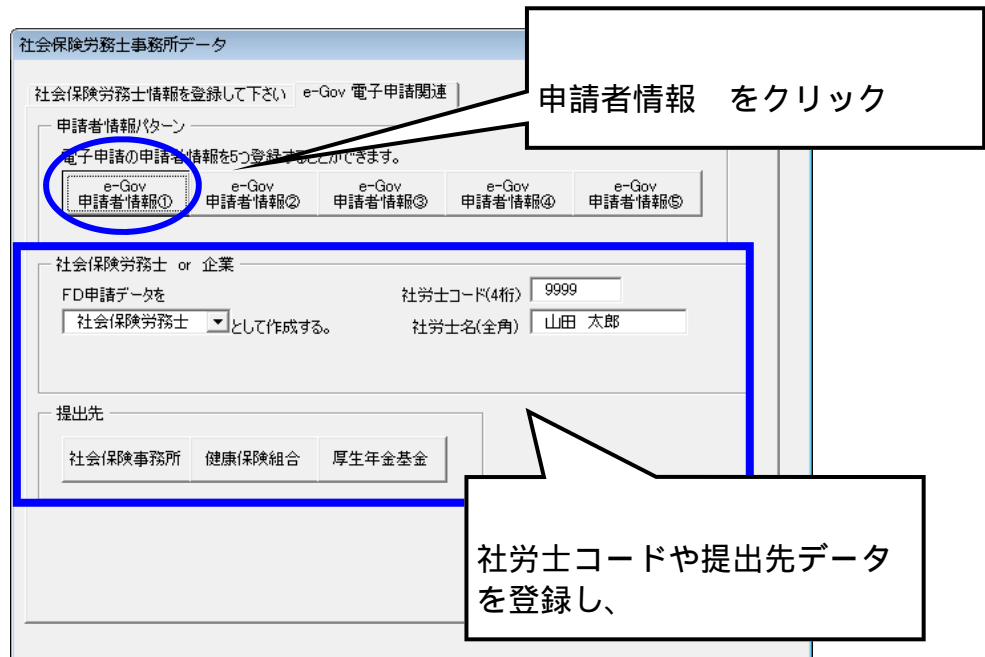 社会保険労務士事務所データ
申請者情報　をクリック
社会保険労務士情報を登録して下さい e-Gov 電子申請関連
申請者情報パターン
電子申請の申請者情報を5つ登録することができます。
e-Gov 申請者情報① e-Gov 申請者情報② e-Gov 申請者情報③ e-Gov 申請者情報④ e-Gov 申請者情報⑤
社会保険労務士 or 企業
FD申請データを 社労士コード(4桁) 9999
社会保険労務士 として作成する。 社労士名(全角) 山田 太郎
提出先
社会保険事務所 健康保険組合 厚生年金基金
社労士コードや提出先データ
を登録し、